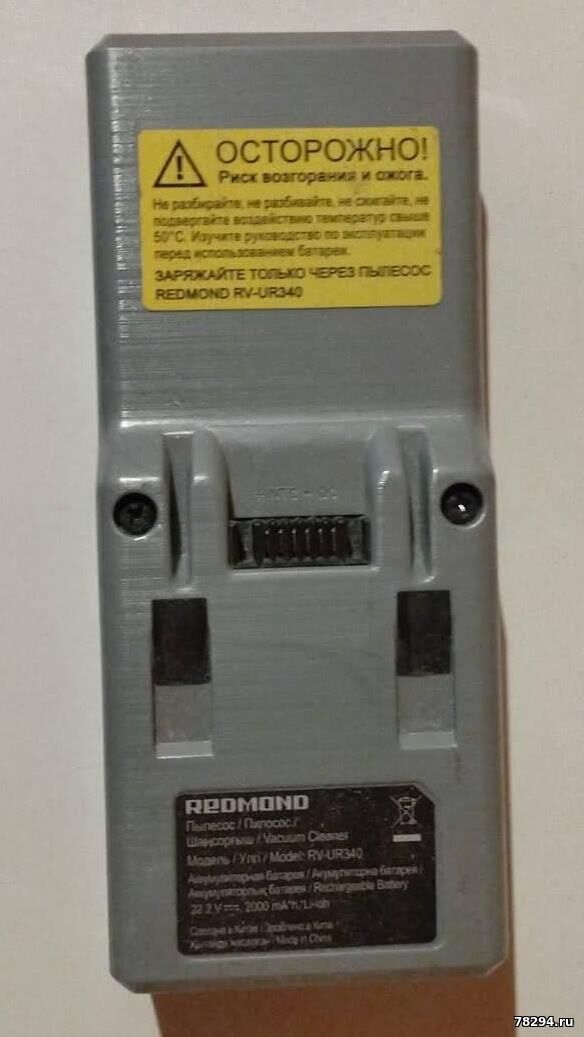 ОСТОРОЖНО!
Риск возгорания и ожога.
Не разбирайте, не разбивайте, не сжигайте, не
подвергайте воздействию температур свыше
50°C. Изучите руководство по эксплуатации
перед использованием батареи.
ЗАРЯЖАЙТЕ ТОЛЬКО ЧЕРЕЗ ПЫЛЕСОС
REDMOND RV-UR340
REDMOND
Пылесос / Пилосос /
Шаңсорғыш / Vacuum Cleaner
Модель / Үлгі / Model: RV-UR340
Аккумуляторная батарея / Акумуляторна батарея /
Аккумуляторлық батарея / Rechargeable Battery
22.2 V 2000 mA*h, Li-ion
Сделано в Китае / Зроблено в Китаї
Made in China
78294.ru